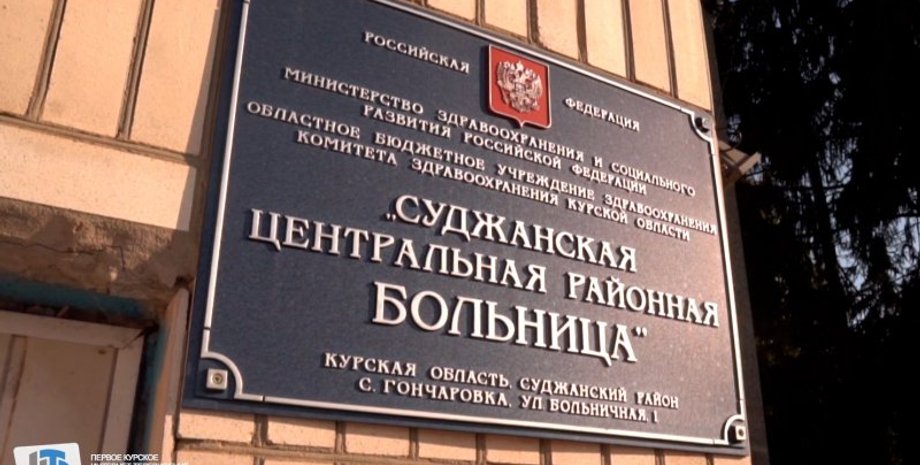 РОССИЙСКАЯ ФЕДЕРАЦИЯ
МИНИСТЕРСТВО ЗДРАВООХРАНЕНИЯ И СОЦИАЛЬНОГО
РАЗВИТИЯ РОССИЙСКОЙ ФЕДЕРАЦИИ
ОБЛАСТНОЕ БЮДЖЕТНОЕ УЧРЕЖДЕНИЕ ЗДРАВООХРАНЕНИЯ
КОМИТЕТА ЗДРАВООХРАНЕНИЯ КУРСКОЙ ОБЛАСТИ
„СУДЖАНСКАЯ
ЦЕНТРАЛЬНАЯ РАЙОННАЯ
БОЛЬНИЦА"
КУРСКАЯ ОБЛАСТЬ, СУДЖАНСКИЙ РАЙОН
С. ГОНЧАРОВКА, УЛ БОЛЬНИЧНАЯ, 1
ПЕРВОЕ КУРСКОЕ